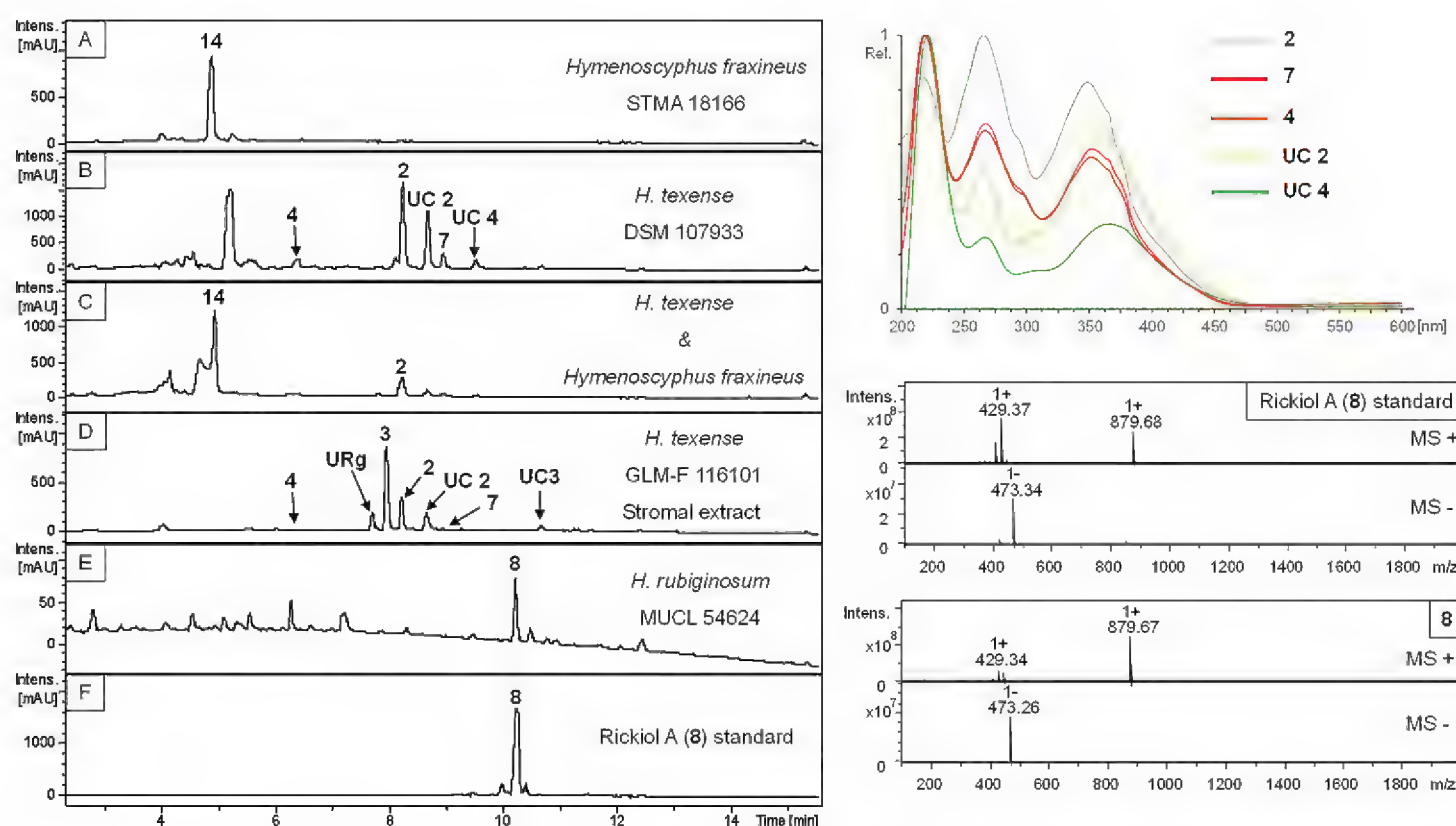 Intens.
[mAU]
A
14
Hymenoscyphus fraxineus
STMA 18166
500
0
Intens.
[mAU]
B
2
H. texense
DSM 107933
1000
500
0
4
UC 2
7
UC 4
Intens.
[mAU]
C
14
H. texense
&
Hymenoscyphus fraxineus
1000
500
0
2
Intens.
[mAU]
D
3
H. texense
GLM-F 116101
Stromal extract
500
0
4
URg
2
UC 2
7
UC3
Intens.
[mAU]
E
8
H. rubiginosum
MUCL 54624
50
0
Intens.
[mAU]
F
8
Rickiol A (8) standard
1000
0
4 6 8 10 12 14 Time [min]
1
Rel.
0
2
7
4
UC 2
UC 4
200 250 300 350 400 450 500 550 600 [nm]
Intens.
x10⁸
2
0
1+
429.37
1+
879.68
Rickiol A (8) standard
MS +
x10⁷
2
0
1-
473.34
MS -
200 400 600 800 1000 1200 1400 1600 1800 m/z
Intens.
x10⁸
0
1+
429.34
1+
879.67
8
MS +
x10⁷
0
1-
473.26
MS -
200 400 600 800 1000 1200 1400 1600 1800 m/z